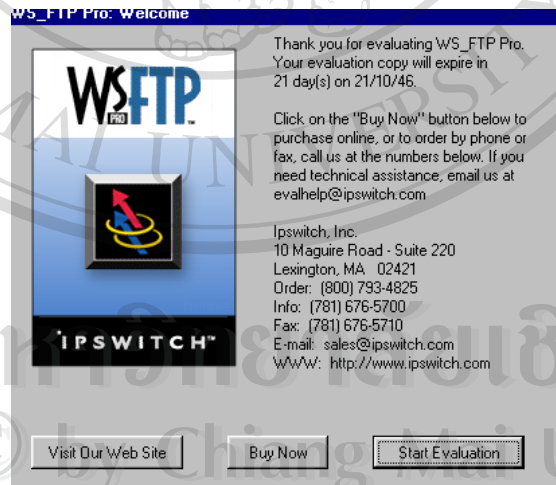 WS_FTP Pro: Welcome
WSFTP
PRO
IPSWITCH™
Thank you for evaluating WS_FTP Pro.
Your evaluation copy will expire in
21 day(s) on 21/10/46.
Click on the "Buy Now" button below to
purchase online, or to order by phone or
fax, call us at the numbers below. If you
need technical assistance, email us at
evalhelp@ipswitch.com
Ipswitch, Inc.
10 Maguire Road - Suite 220
Lexington, MA 02421
Order: (800) 793-4825
Info: (781) 676-5700
Fax: (781) 676-5710
E-mail: sales@ipswitch.com
WWW: http://www.ipswitch.com
Visit Our Web Site
Buy Now
Start Evaluation
by Chiang Mai U